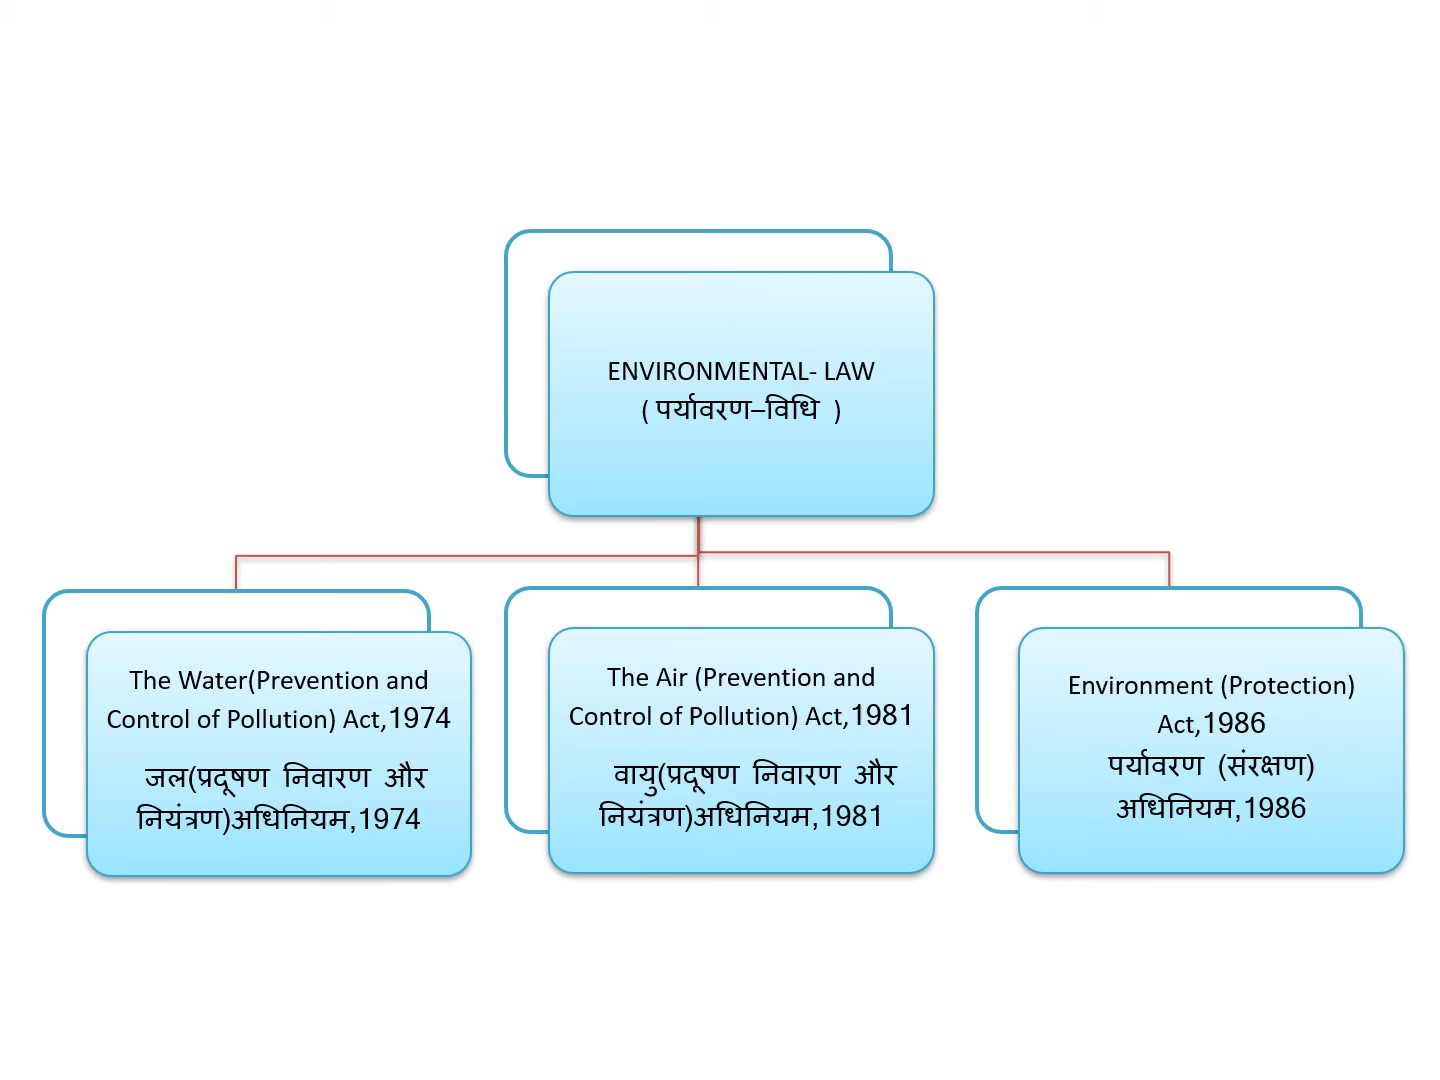 ENVIRONMENTAL- LAW
( पर्यावरण–विधि )
The Water(Prevention and
Control of Pollution) Act,1974
जल(प्रदूषण निवारण और
नियंत्रण)अधिनियम,1974
The Air (Prevention and
Control of Pollution) Act,1981
वायु(प्रदूषण निवारण और
नियंत्रण)अधिनियम,1981
Environment (Protection)
Act,1986
पर्यावरण (संरक्षण)
अधिनियम,1986